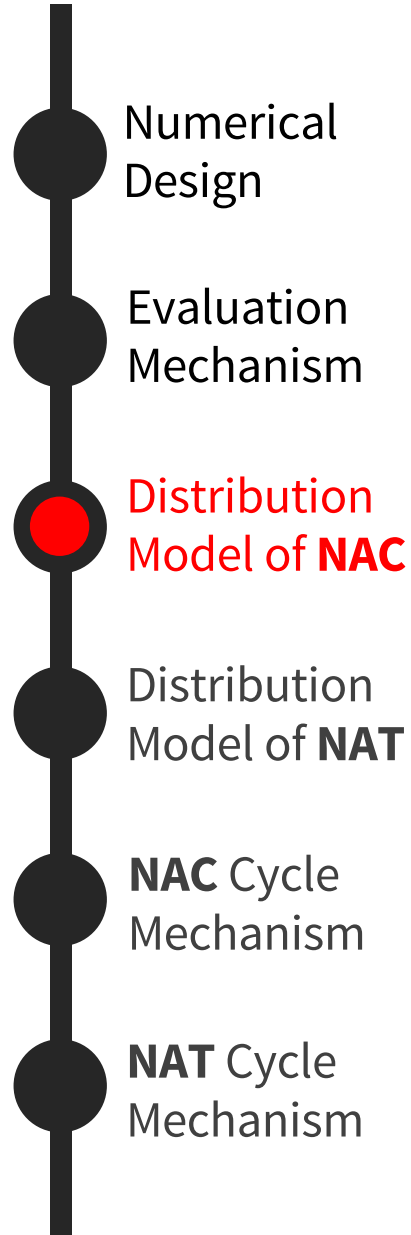 Numerical
Design
Evaluation
Mechanism
Distribution
Model of NAC
Distribution
Model of NAT
NAC Cycle
Mechanism
NAT Cycle
Mechanism